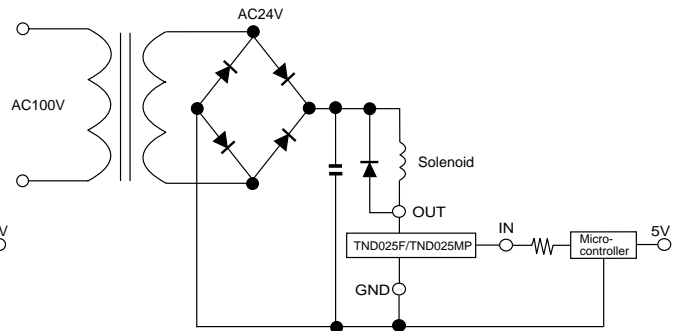 AC24V
AC100V
Solenoid
OUT
V
TND025F/TND025MP
IN
Micro-
controller
5V
GND